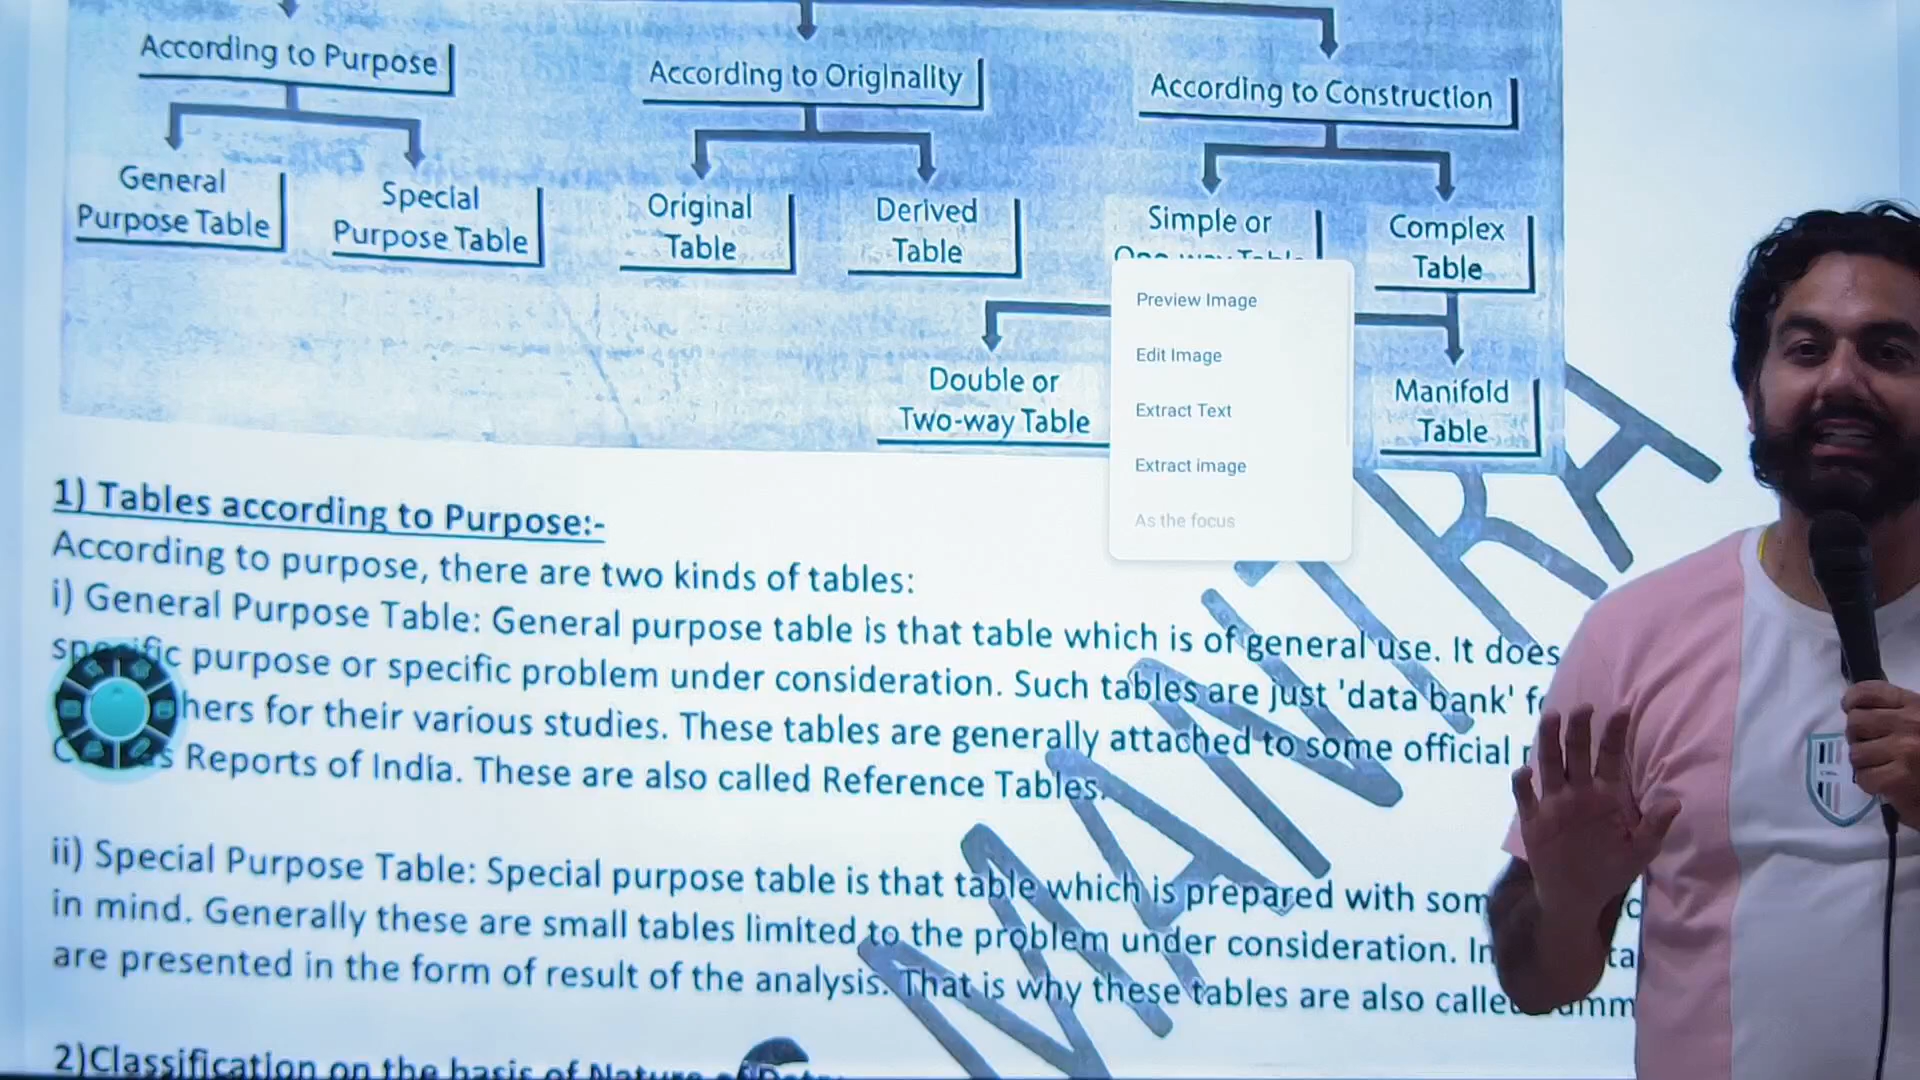 According to Purpose
According to Originality
According to Construction
General
Purpose Table
Special
Purpose Table
Original
Table
Derived
Table
Simple or
Complex
Table
Double or
Two-way Table
Manifold
Table
Preview Image
Edit Image
Extract Text
Extract image
As the focus
1) Tables according to Purpose:-
According to purpose, there are two kinds of tables:
i) General Purpose Table: General purpose table is that table which is of general use. It does
purpose or specific problem under consideration. Such tables are just 'data bank'
for their various studies. These tables are generally attached to some official
Reports of India. These are also called Reference Tables.
ii) Special Purpose Table: Special purpose table is that table which is prepared with
in mind. Generally these are small tables limited to the problem under consideration.
are presented in the form of result of the analysis. That is why these tables are also
2)Classification on the basis of
MANTRA